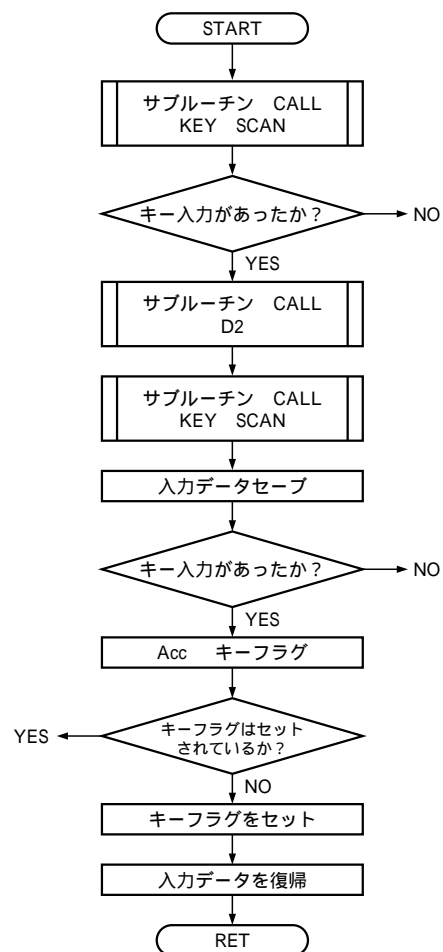 START
サブルーチン CALL
KEY SCAN
キー入力があったか？
NO
YES
サブルーチン CALL
D2
サブルーチン CALL
KEY SCAN
入力データセーブ
キー入力があったか？
NO
YES
Acc キーフラグ
キーフラグはセット
されているか？
YES
NO
キーフラグをセット
入力データを復帰
RET